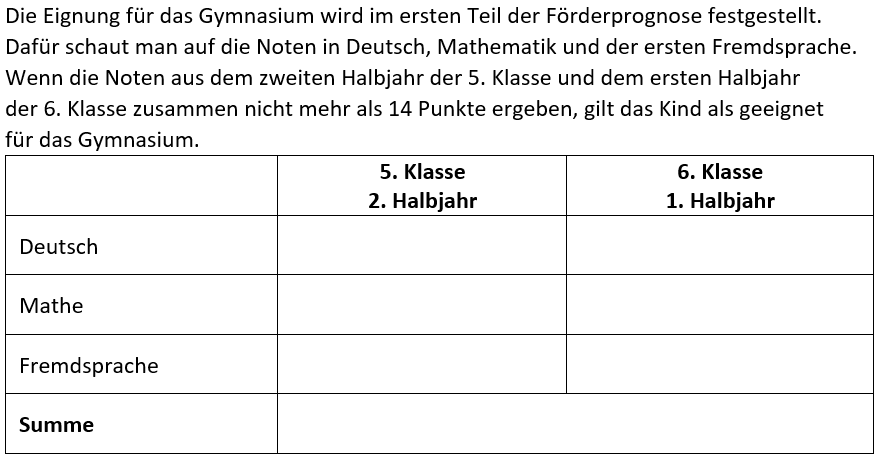 Die Eignung für das Gymnasium wird im ersten Teil der Förderprognose festgestellt.
Dafür schaut man auf die Noten in Deutsch, Mathematik und der ersten Fremdsprache.
Wenn die Noten aus dem zweiten Halbjahr der 5. Klasse und dem ersten Halbjahr
der 6. Klasse zusammen nicht mehr als 14 Punkte ergeben, gilt das Kind als geeignet
für das Gymnasium.
5. Klasse 6. Klasse
2. Halbjahr 1. Halbjahr
Deutsch
Mathe
Fremdsprache
Summe